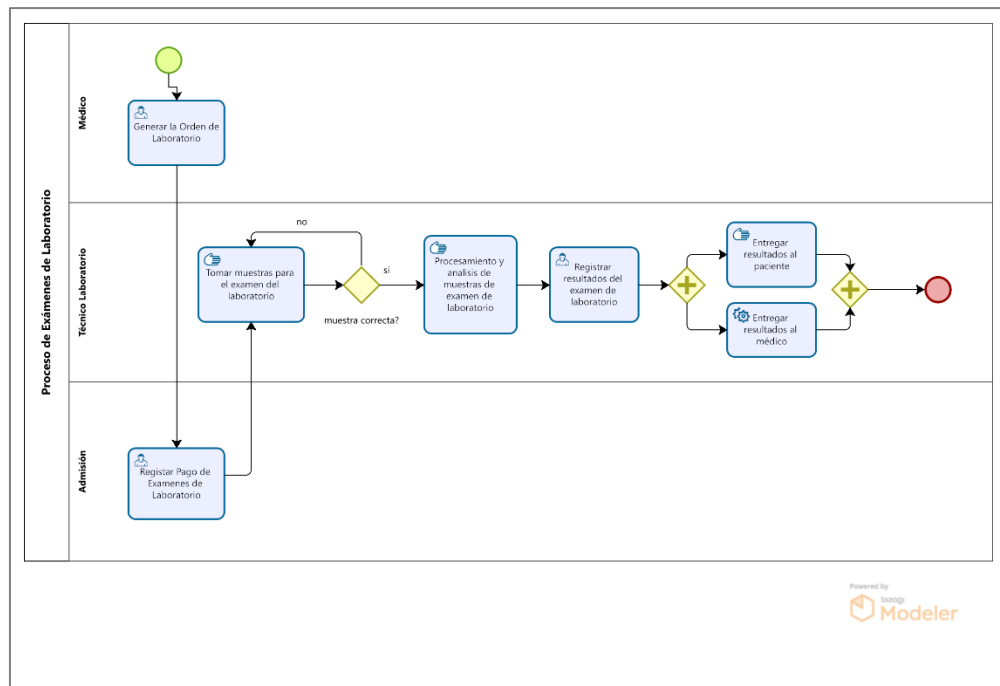 Proceso de Exámenes de Laboratorio
Médico
Generar la Orden de
Laboratorio
Técnico Laboratorio
no
Tomar muestras para
el examen del
laboratorio
si
muestra correcta?
Procesamiento y
analisis de
muestras de
examen de
laboratorio
Registrar
resultados del
examen de
laboratorio
Entregar
resultados al
paciente
Entregar
resultados al
médico
Admisión
Registar Pago de
Examenes de
Laboratorio
Powered by
bizagi
Modeler